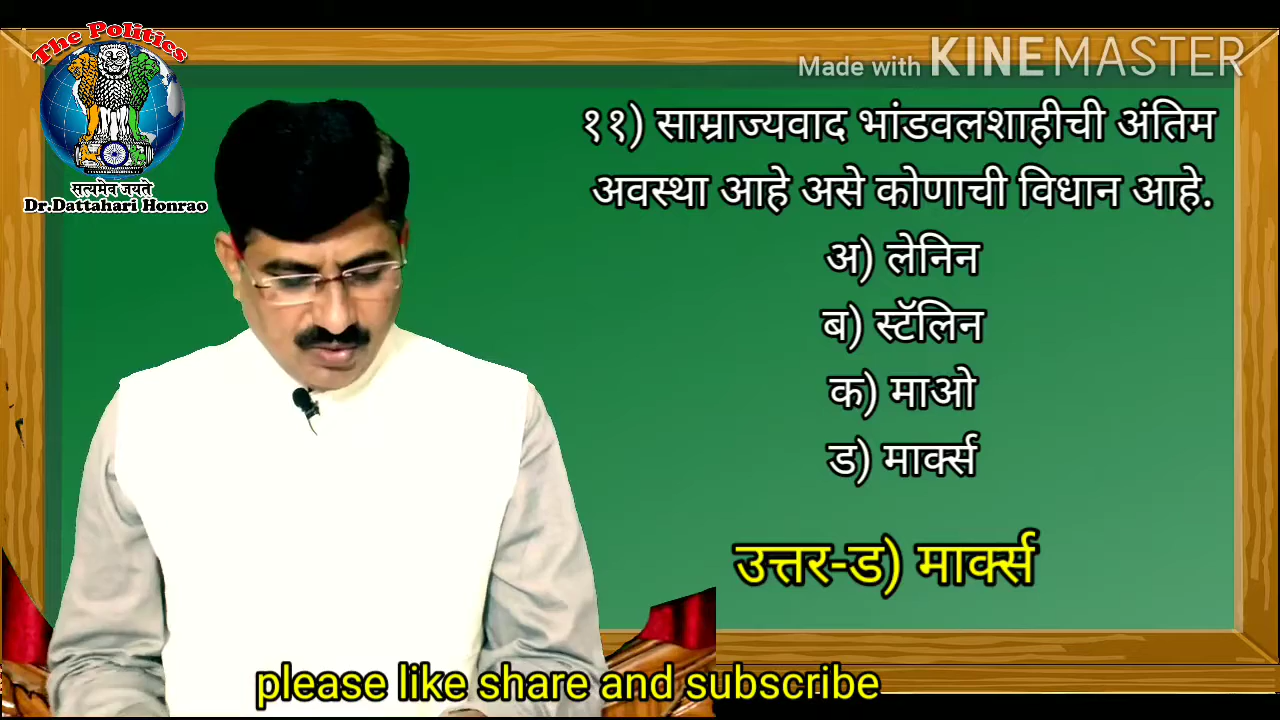 The Politics
सत्यमेव जयते
Dr.Dattahari Honrao
Made with KINEMASTER
११) साम्राज्यवाद भांडवलशाहीची अंतिम
अवस्था आहे असे कोणाची विधान आहे.
अ) लेनिन
ब) स्टॅलिन
क) माओ
ड) मार्क्स
उत्तर-ड) मार्क्स
please like share and subscribe